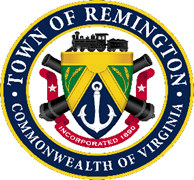 TOWN OF REMINGTON
COMMONWEALTH OF VIRGINIA
INCORPORATED 1890